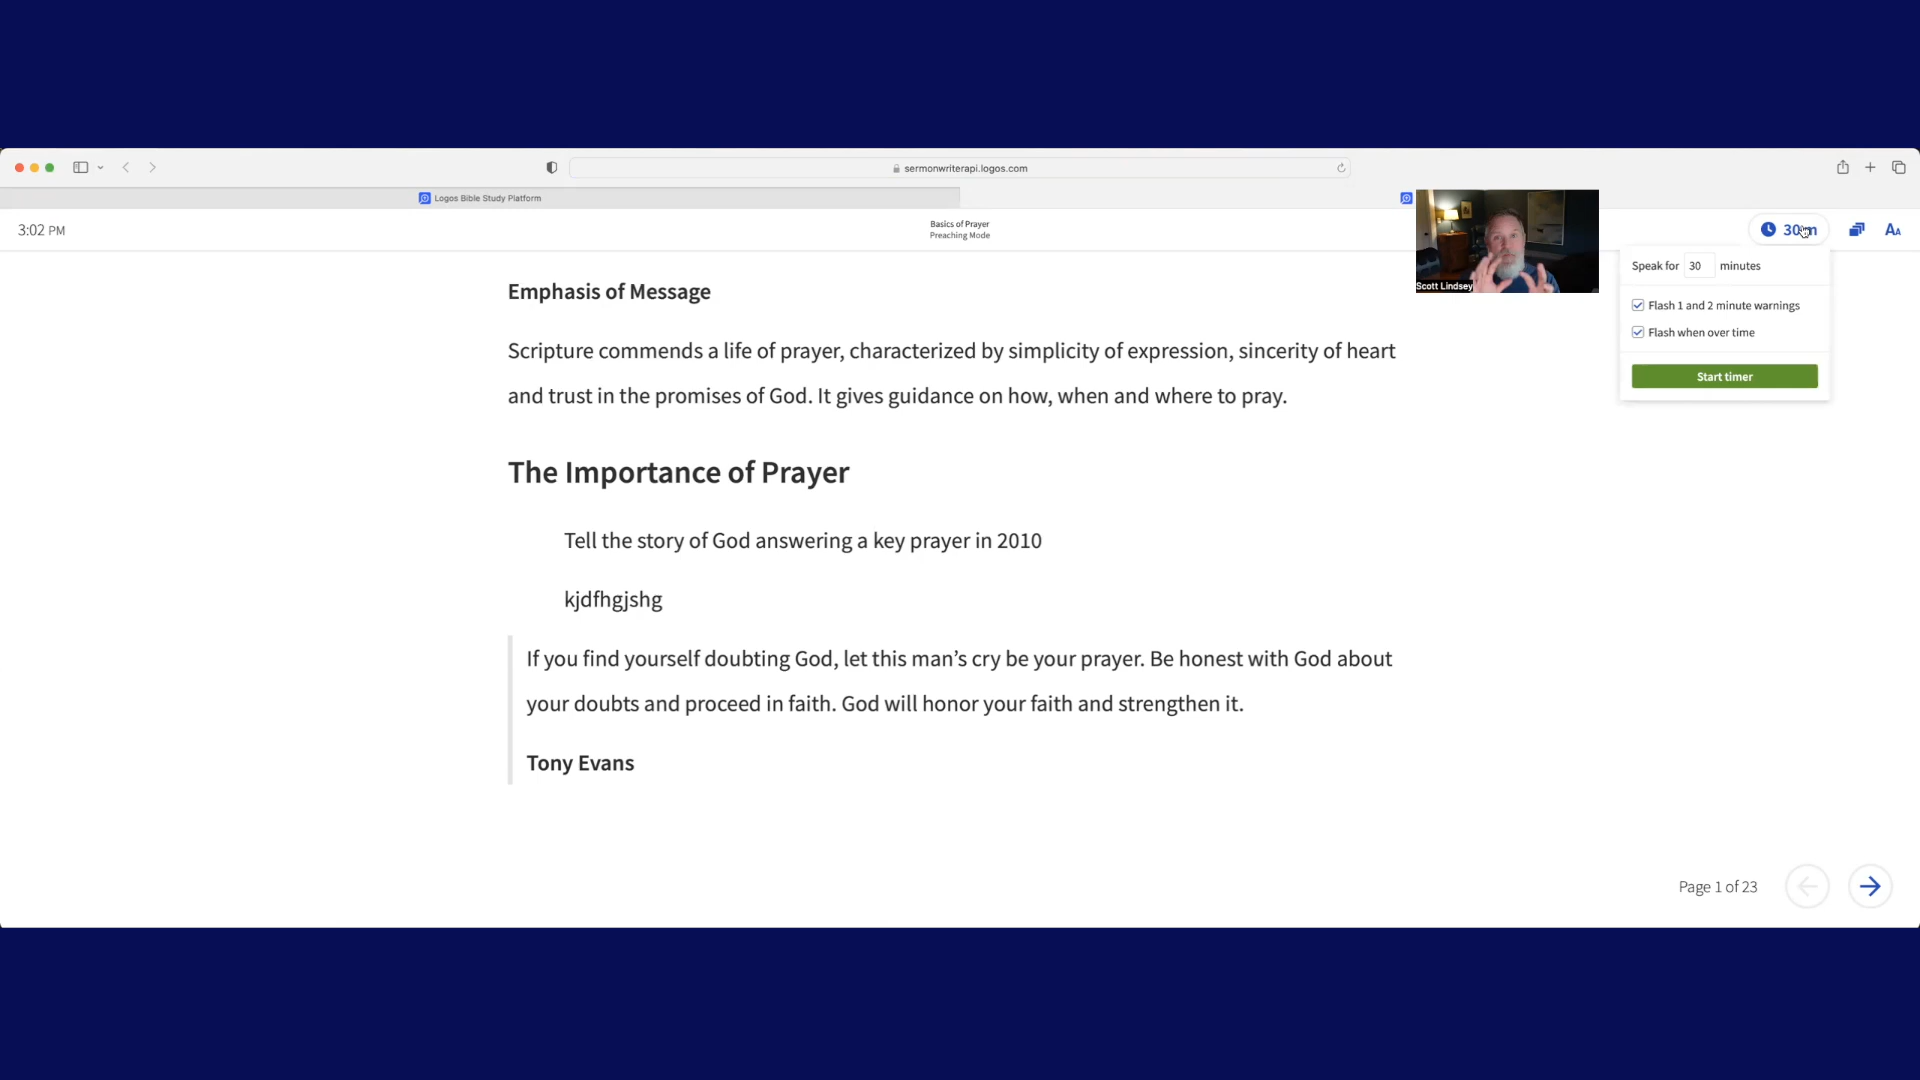 sermonwriterapi.logos.com
Logos Bible Study Platform
3:02 PM
Basics of Prayer
Preaching Mode
30m
AA
Scott Lindsey
Speak for 30 minutes
Flash 1 and 2 minute warnings
Flash when over time
Start timer
Emphasis of Message
Scripture commends a life of prayer, characterized by simplicity of expression, sincerity of heart
and trust in the promises of God. It gives guidance on how, when and where to pray.
The Importance of Prayer
Tell the story of God answering a key prayer in 2010
kjdfhgjshg
If you find yourself doubting God, let this man’s cry be your prayer. Be honest with God about
your doubts and proceed in faith. God will honor your faith and strengthen it.
Tony Evans
Page 1 of 23